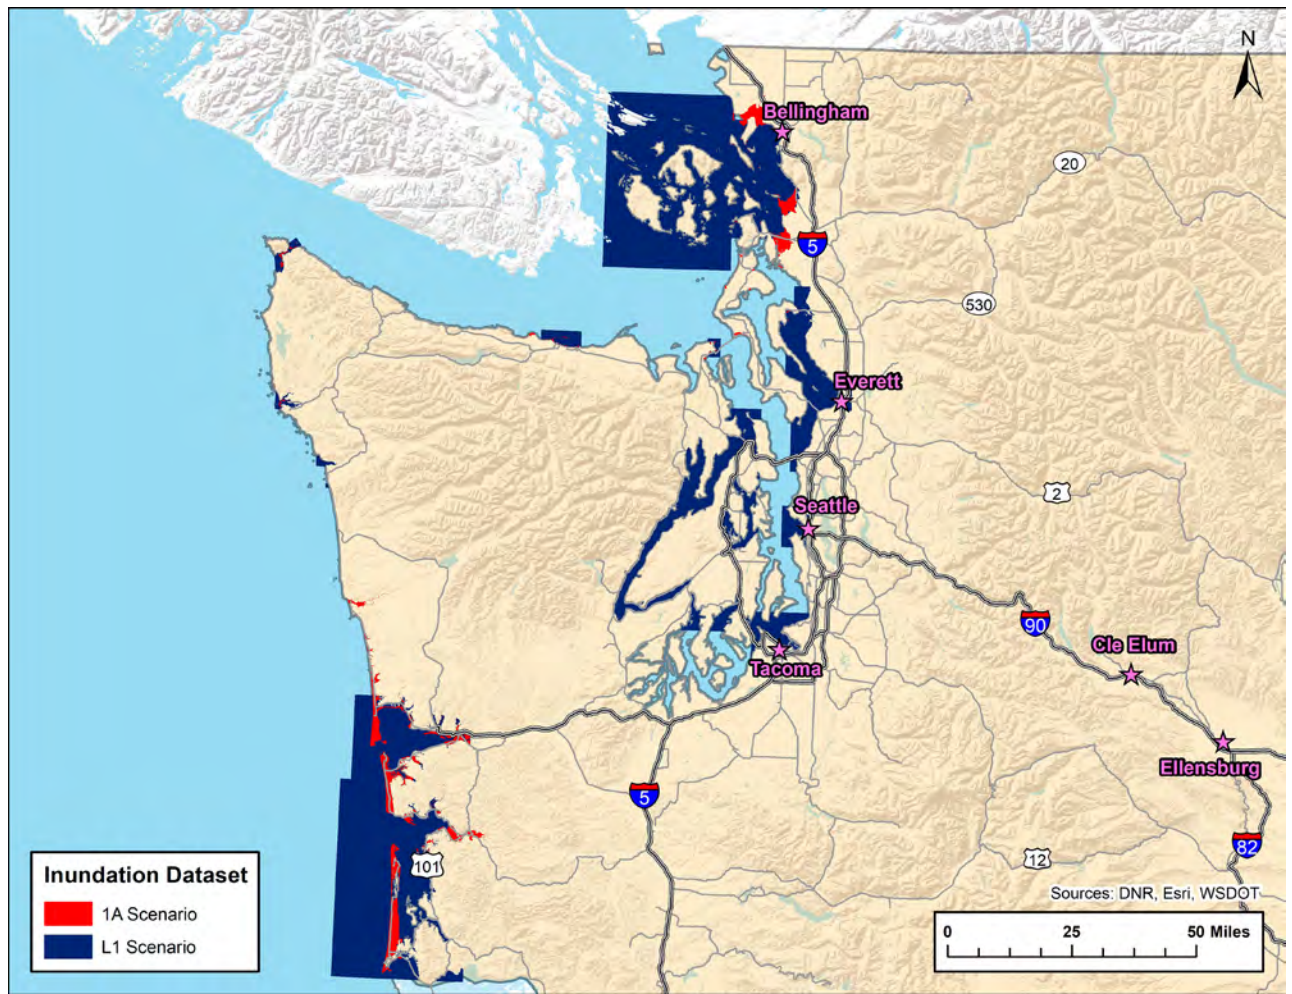 N
Bellingham
20
5
530
Everett
2
Seattle
90
Cle Elum
Tacoma
Ellensburg
5
82
101
12
Inundation Dataset
1A Scenario
L1 Scenario
Sources: DNR, Esri, WSDOT
0 25 50 Miles